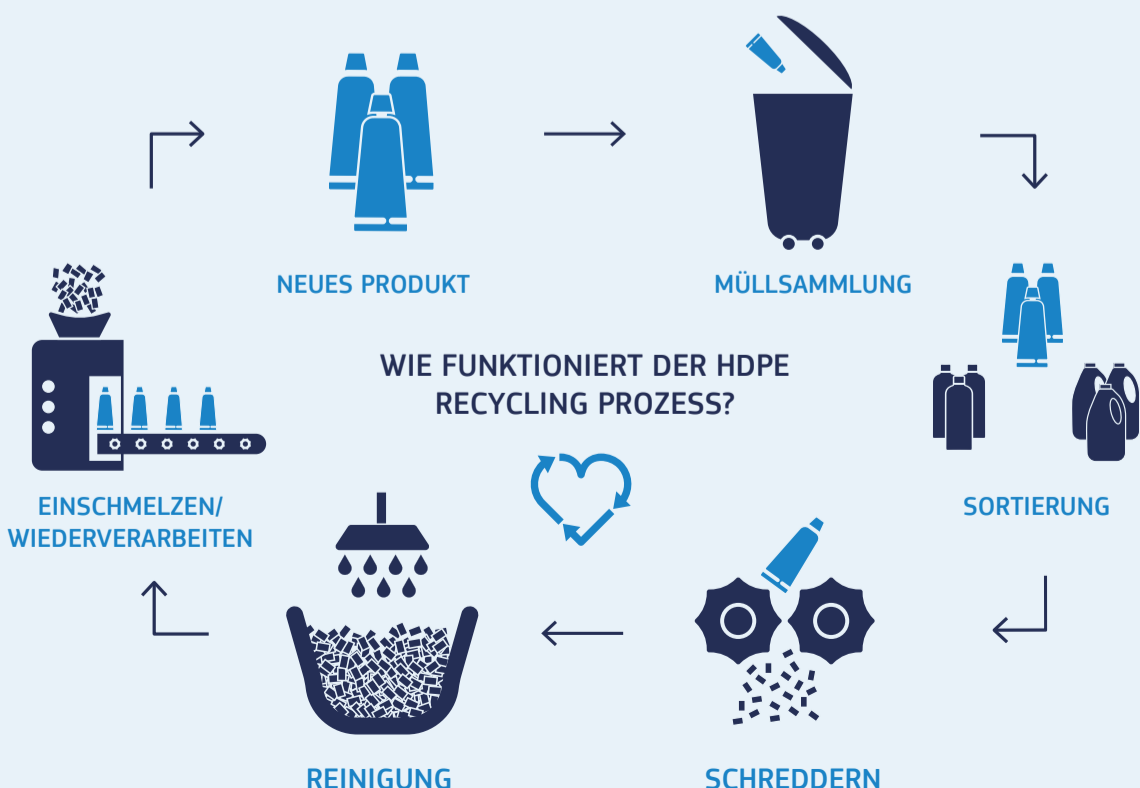 NEUES PRODUKT
MÜLLSAMMLUNG
WIE FUNKTIONIERT DER HDPE
RECYCLING PROZESS?
EINSCHMELZEN/
WIEDERVERARBEITEN
SORTIERUNG
REINIGUNG
SCHREDDERN